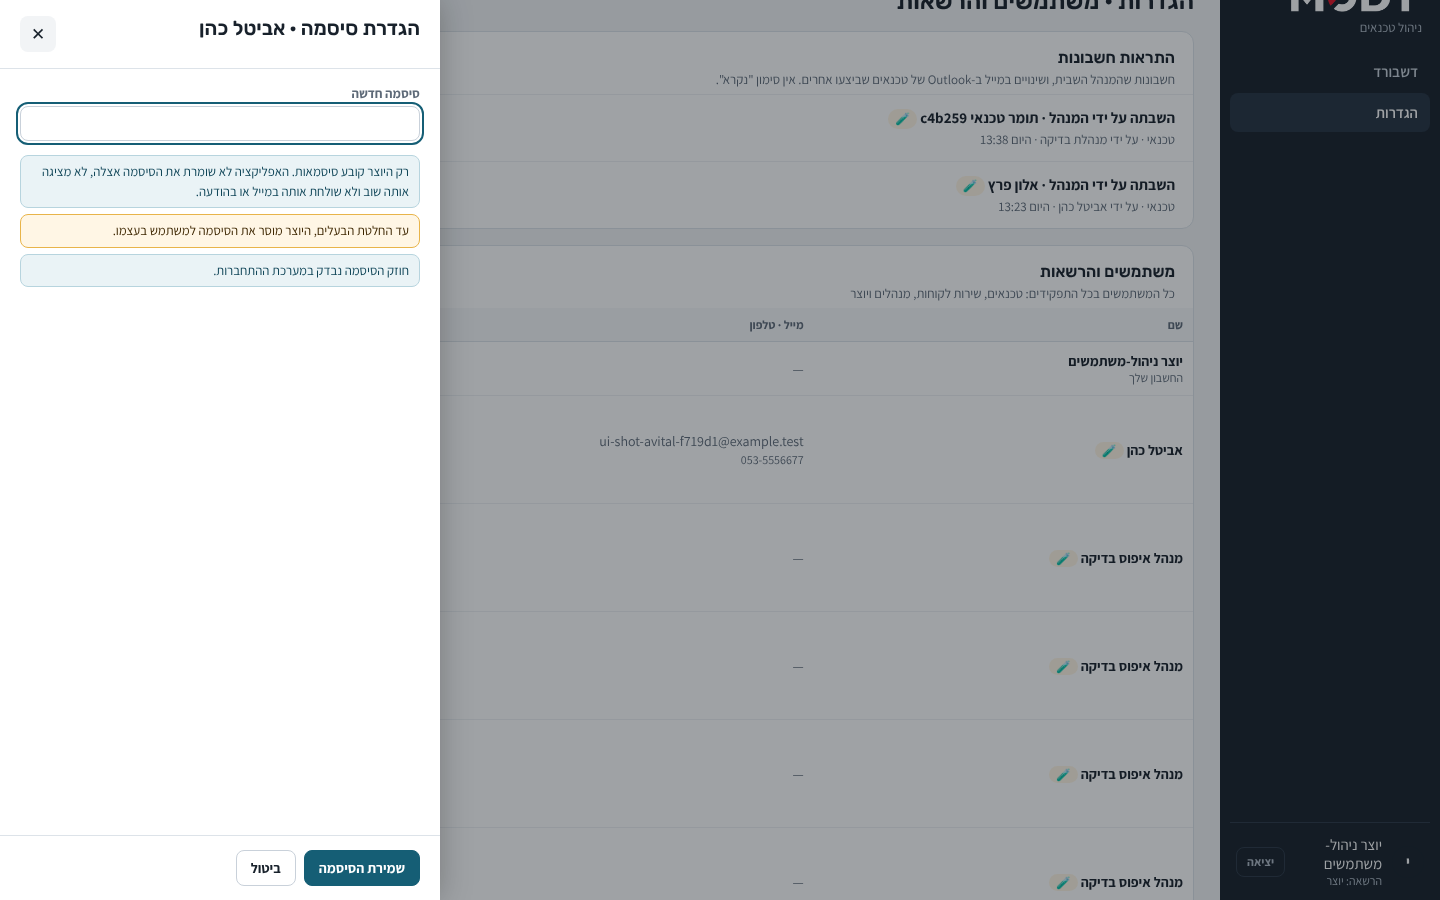 הגדרת סיסמה • אביטל כהן
✕
סיסמה חדשה
רק היוצר קובע סיסמאות. האפליקציה לא שומרת את הסיסמה אצלה, לא מציגה
אותה שוב ולא שולחת אותה במייל או בהודעה.
עד החלטת הבעלים, היוצר מוסר את הסיסמה למשתמש בעצמו.
חוזק הסיסמה נבדק במערכת ההתחברות.
שמירת הסיסמה
ביטול
ניהול טכנאים
דשבורד
הגדרות
יוצר ניהול-
משתמשים
הרשאה: יוצר
יציאה
הגדרות • משתמשים והרשאות
התראות חשבונות
חשבונות שהמנהל השבית, ושינויים במייל ב-Outlook של טכנאים שביצעו אחרים. אין סימון "נקרא".
השבתה על ידי המנהל · תומר טכנאי c4b259 🧪
טכנאי · על ידי מנהלת בדיקה · היום 13:38
השבתה על ידי המנהל · אלון פרץ 🧪
טכנאי · על ידי אביטל כהן · היום 13:23
משתמשים והרשאות
כל המשתמשים בכל התפקידים: טכנאים, שירות לקוחות, מנהלים ויוצר
שם
מייל · טלפון
יוצר ניהול-משתמשים
החשבון שלך
—
אביטל כהן 🧪
ui-shot-avital-f719d1@example.test
053-5556677
מנהל איפוס בדיקה 🧪
—
מנהל איפוס בדיקה 🧪
—
מנהל איפוס בדיקה 🧪
—
מנהל איפוס בדיקה 🧪
—